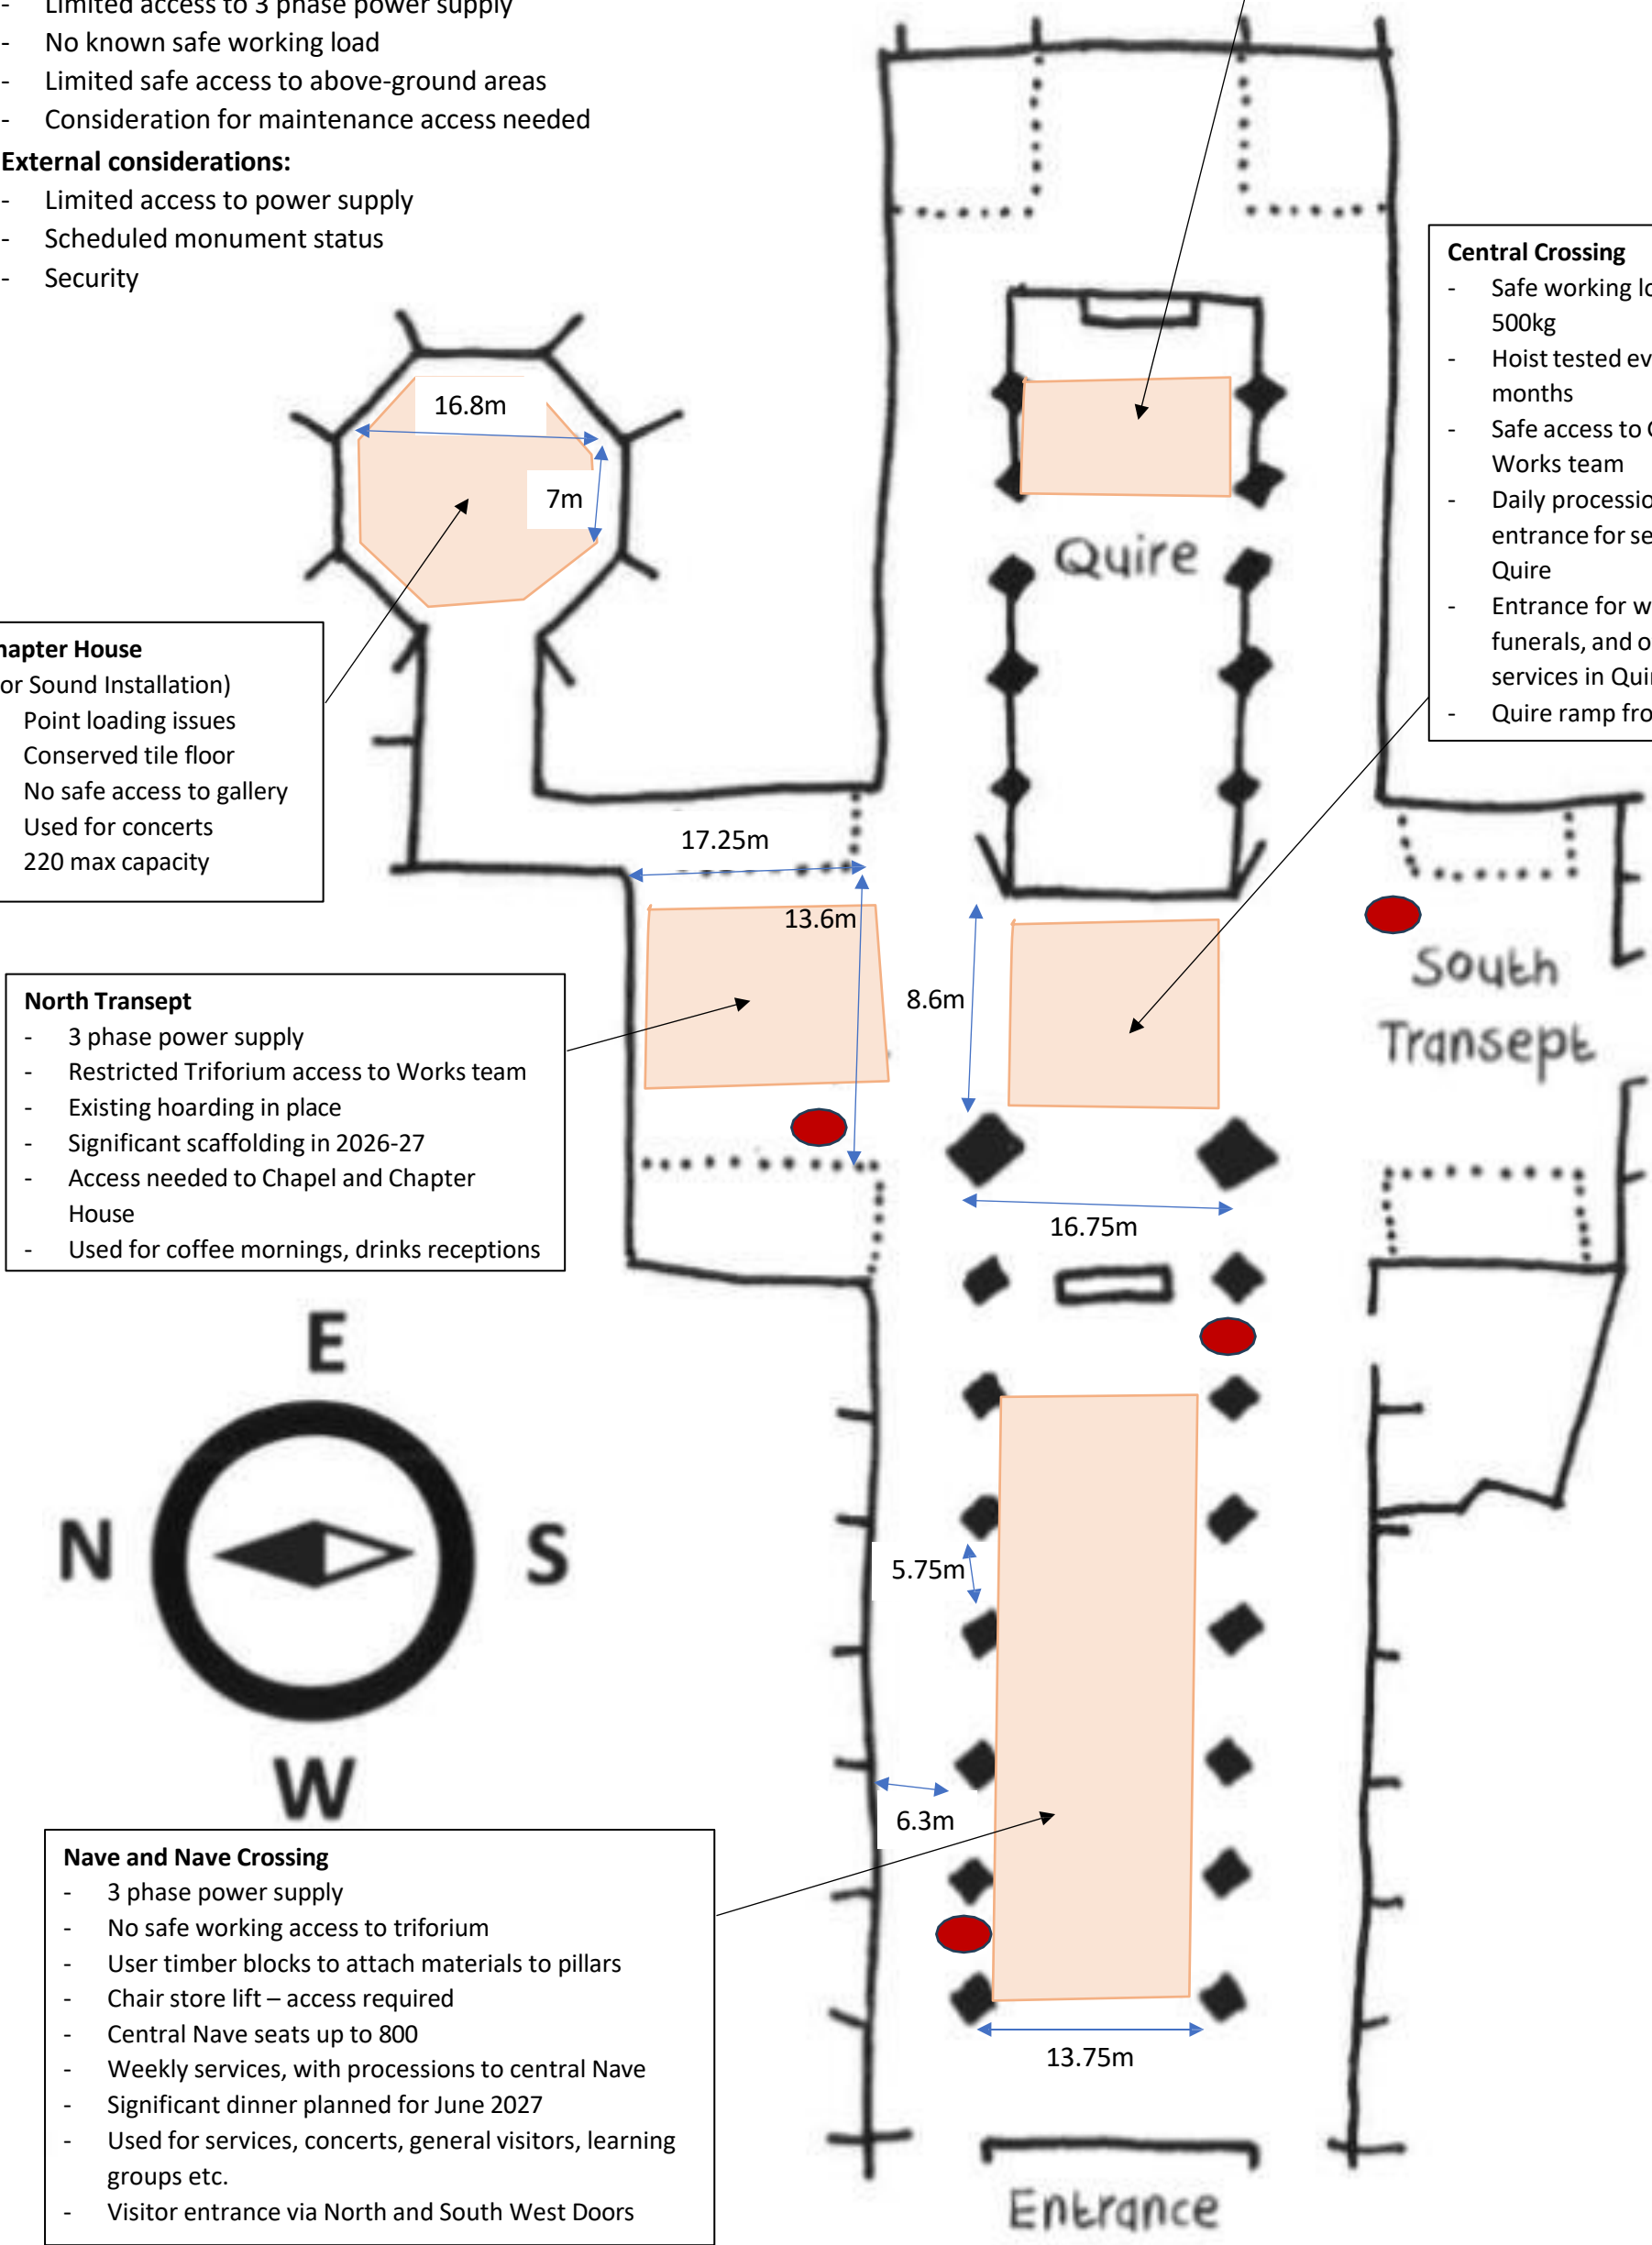 - Limited access to 3 phase power supply
- No known safe working load
- Limited safe access to above-ground areas
- Consideration for maintenance access needed
External considerations:
- Limited access to power supply
- Scheduled monument status
- Security
Central Crossing
- Safe working lo
500kg
- Hoist tested ev
months
- Safe access to
Works team
- Daily processio
entrance for se
Quire
- Entrance for w
funerals, and o
services in Qui
- Quire ramp fro
16.8m
7m
Quire
hapter House
or Sound Installation)
Point loading issues
Conserved tile floor
No safe access to gallery
Used for concerts
220 max capacity
17.25m
13.6m
8.6m
South
Transept
North Transept
- 3 phase power supply
- Restricted Triforium access to Works team
- Existing hoarding in place
- Significant scaffolding in 2026-27
- Access needed to Chapel and Chapter
House
- Used for coffee mornings, drinks receptions
16.75m
E
N
S
W
5.75m
6.3m
Nave and Nave Crossing
- 3 phase power supply
- No safe working access to triforium
- User timber blocks to attach materials to pillars
- Chair store lift – access required
- Central Nave seats up to 800
- Weekly services, with processions to central Nave
- Significant dinner planned for June 2027
- Used for services, concerts, general visitors, learning
groups etc.
- Visitor entrance via North and South West Doors
13.75m
Entrance